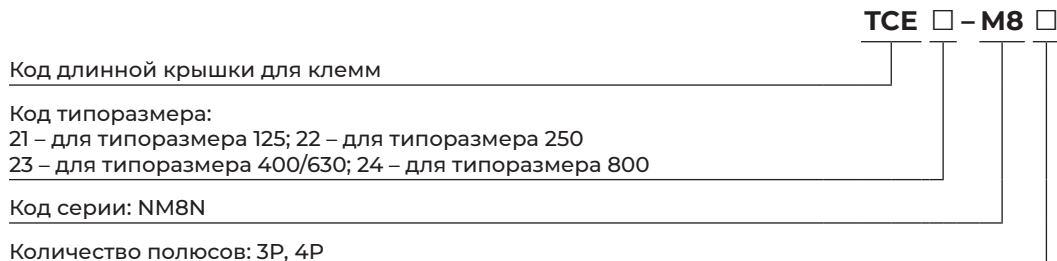 TCE □ – M8 □
Код длинной крышки для клемм
Код типоразмера:
21 – для типоразмера 125; 22 – для типоразмера 250
23 – для типоразмера 400/630; 24 – для типоразмера 800
Код серии: NM8N
Количество полюсов: 3P, 4P